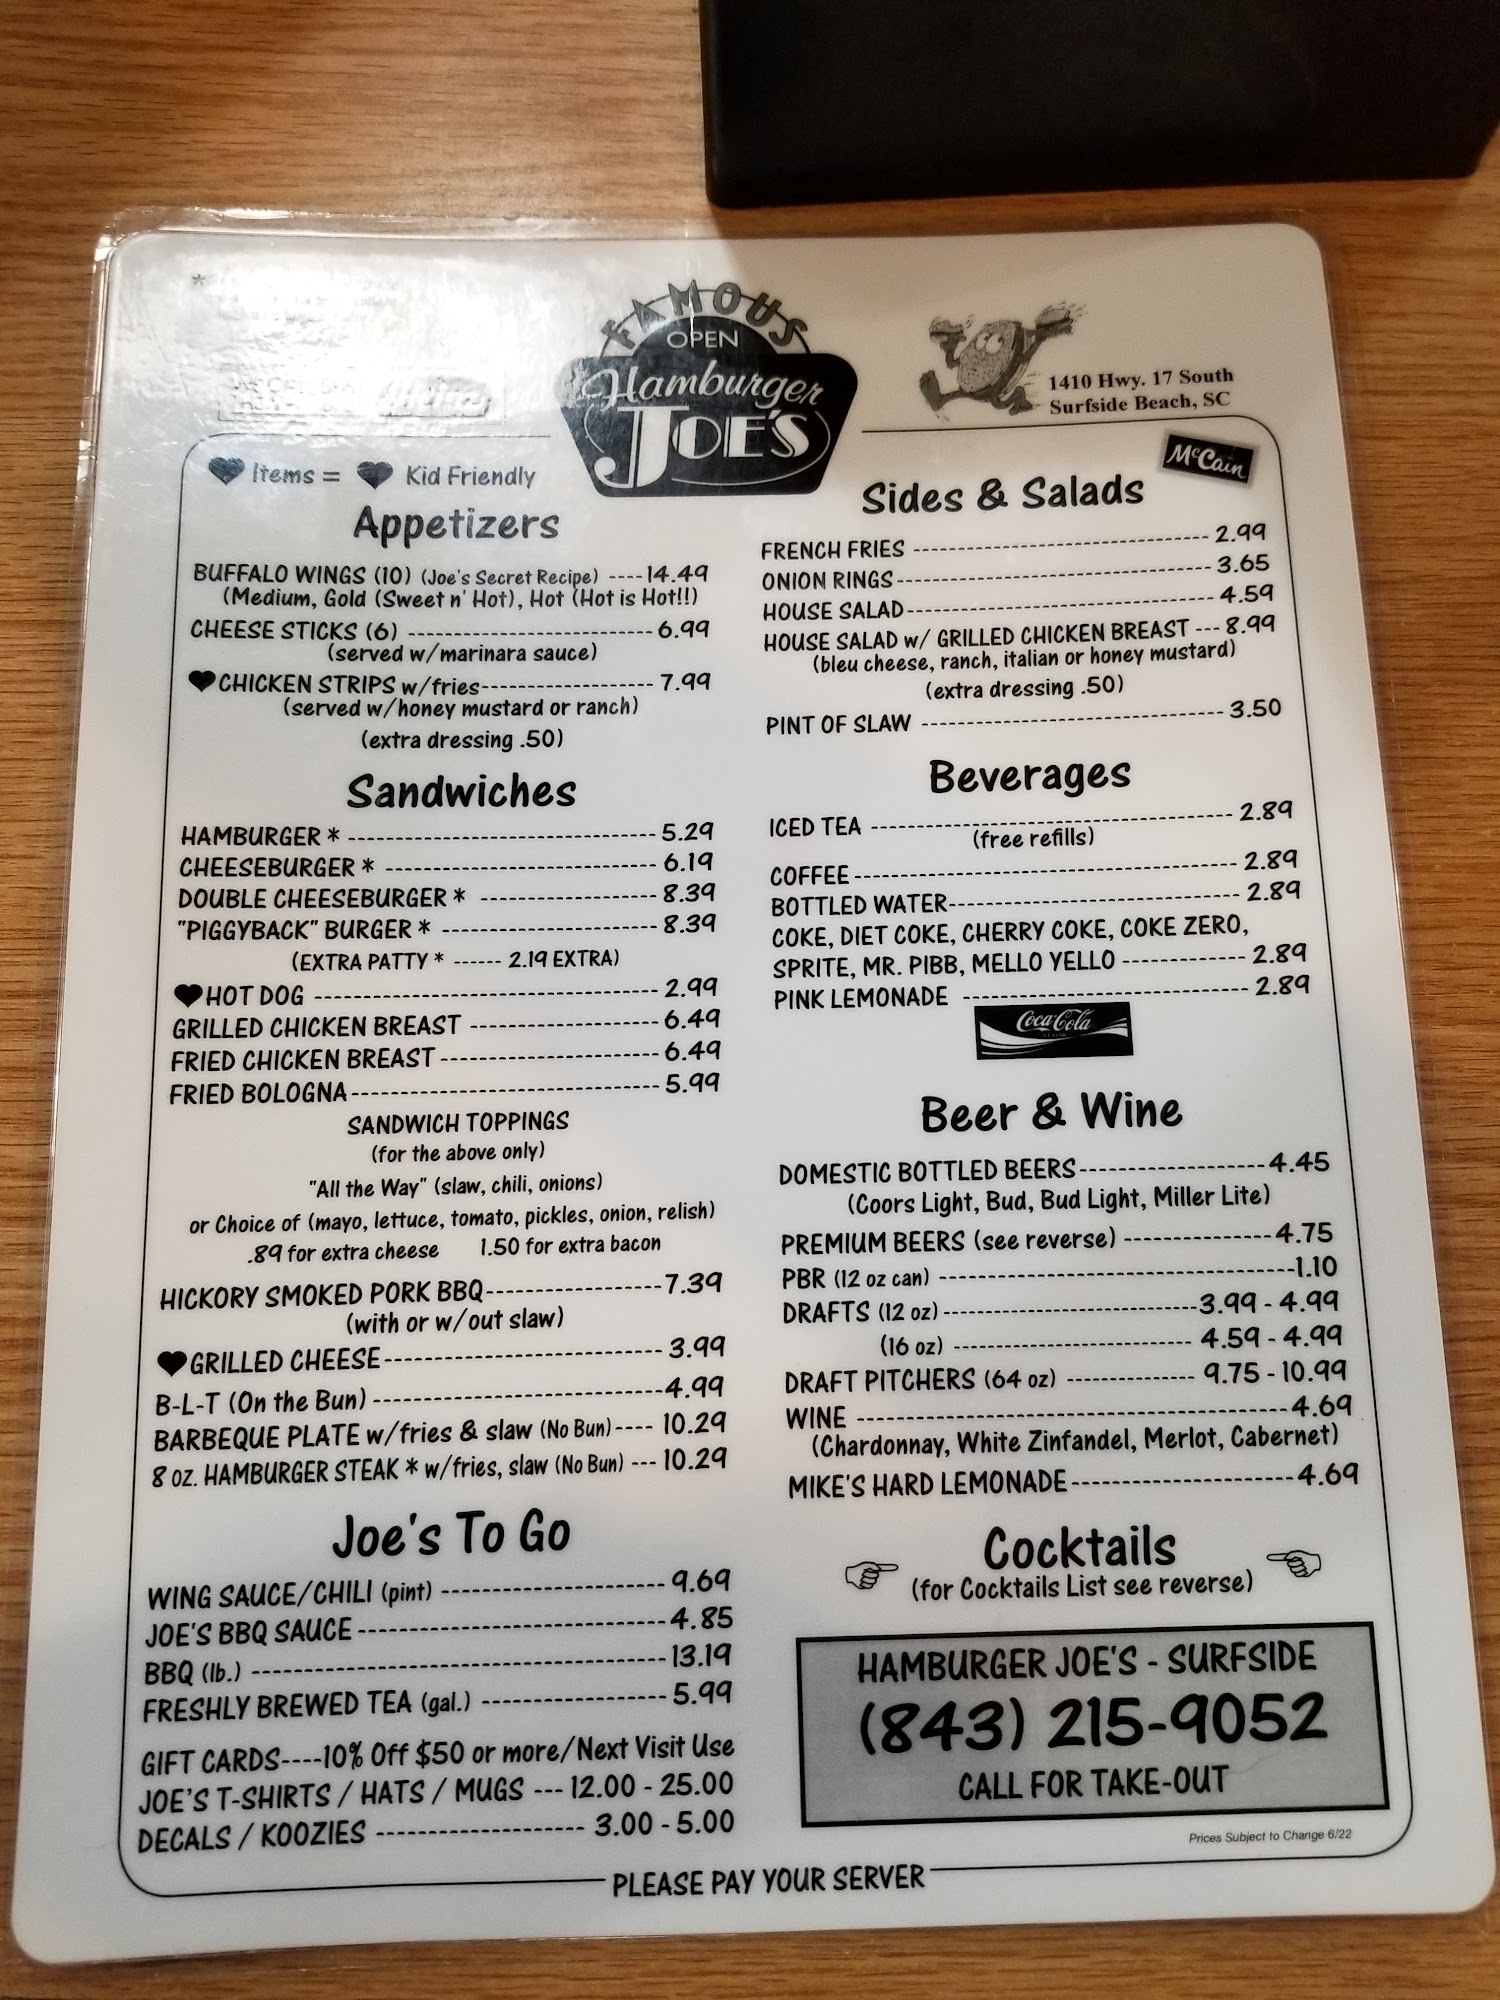 *
FAMOUS
OPEN
Hamburger
JOE'S
1410 Hwy. 17 South
Surfside Beach, SC
♥ Items = ♥ Kid Friendly
Appetizers
BUFFALO WINGS (10) (Joe's Secret Recipe) ----14.49
(Medium, Gold (Sweet n' Hot), Hot (Hot is Hot!!)
CHEESE STICKS (6) -------------------------- 6.99
(served w/marinara sauce)
♥CHICKEN STRIPS w/fries------------------- 7.99
(served w/honey mustard or ranch)
(extra dressing .50)
Sandwiches
HAMBURGER * --------------------------------- 5.29
CHEESEBURGER * ----------------------------- 6.19
DOUBLE CHEESEBURGER * ------------------- 8.39
"PIGGYBACK" BURGER * ----------------------- 8.39
(EXTRA PATTY * ------ 2.19 EXTRA)
♥HOT DOG ------------------------------------- 2.99
GRILLED CHICKEN BREAST -------------------- 6.49
FRIED CHICKEN BREAST----------------------- 6.49
FRIED BOLOGNA--------------------------------- 5.99
SANDWICH TOPPINGS
(for the above only)
"All the Way" (slaw, chili, onions)
or Choice of (mayo, lettuce, tomato, pickles, onion, relish)
.89 for extra cheese 1.50 for extra bacon
HICKORY SMOKED PORK BBQ------------------7.39
(with or w/out slaw)
♥GRILLED CHEESE----------------------------- 3.99
B-L-T (On the Bun) -------------------------------4.99
BARBEQUE PLATE w/fries & slaw (No Bun)---- 10.29
8 OZ. HAMBURGER STEAK * w/fries, slaw (No Bun) --- 10.29
Joe's To Go
WING SAUCE/CHILI (pint) ------------------------ 9.69
JOE'S BBQ SAUCE --------------------------------- 4.85
BBQ (lb.) -------------------------------------------- 13.19
FRESHLY BREWED TEA (gal.) -------------------- 5.99
GIFT CARDS----10% Off $50 or more/Next Visit Use
JOE'S T-SHIRTS / HATS / MUGS --- 12.00 - 25.00
DECALS / KOOZIES ---------------------- 3.00 - 5.00
McCain
Sides & Salads
FRENCH FRIES -------------------------------- 2.99
ONION RINGS---------------------------------- 3.65
HOUSE SALAD--------------------------------- 4.59
HOUSE SALAD w/ GRILLED CHICKEN BREAST --- 8.99
(bleu cheese, ranch, italian or honey mustard)
(extra dressing .50)
PINT OF SLAW --------------------------------- 3.50
Beverages
ICED TEA --------------------------------------- 2.89
(free refills)
COFFEE----------------------------------------- 2.89
BOTTLED WATER------------------------------- 2.89
COKE, DIET COKE, CHERRY COKE, COKE ZERO,
SPRITE, MR. PIBB, MELLO YELLO ------------- 2.89
PINK LEMONADE ------------------------------ 2.89
Coca-Cola
Beer & Wine
DOMESTIC BOTTLED BEERS-------------------4.45
(Coors Light, Bud, Bud Light, Miller Lite)
PREMIUM BEERS (see reverse) ---------------4.75
PBR (12 oz can) ------------------------------------1.10
DRAFTS (12 oz)--------------------------3.99 - 4.99
(16 oz) ------------------------- 4.59 - 4.99
DRAFT PITCHERS (64 oz) ------------- 9.75 - 10.99
WINE --------------------------------------------4.69
(Chardonnay, White Zinfandel, Merlot, Cabernet)
MIKE'S HARD LEMONADE-----------------------4.69
Cocktails
(for Cocktails List see reverse)
HAMBURGER JOE'S - SURFSIDE
(843) 215-9052
CALL FOR TAKE-OUT
Prices Subject to Change 6/22
PLEASE PAY YOUR SERVER